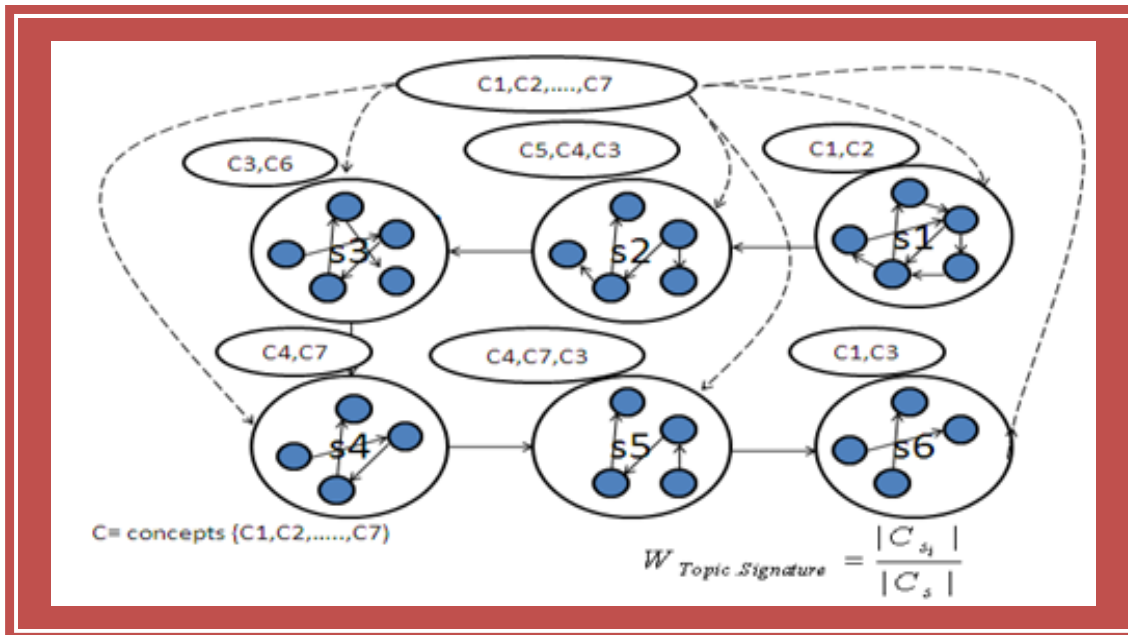 C1,C2,.....,C7
C3,C6
C5,C4,C3
C1,C2
s3
s2
s1
C4,C7
C4,C7,C3
C1,C3
s4
s5
s6
C= concepts {C1,C2,.....,C7}
W Topic.Signature = | C s_i | / | C s |